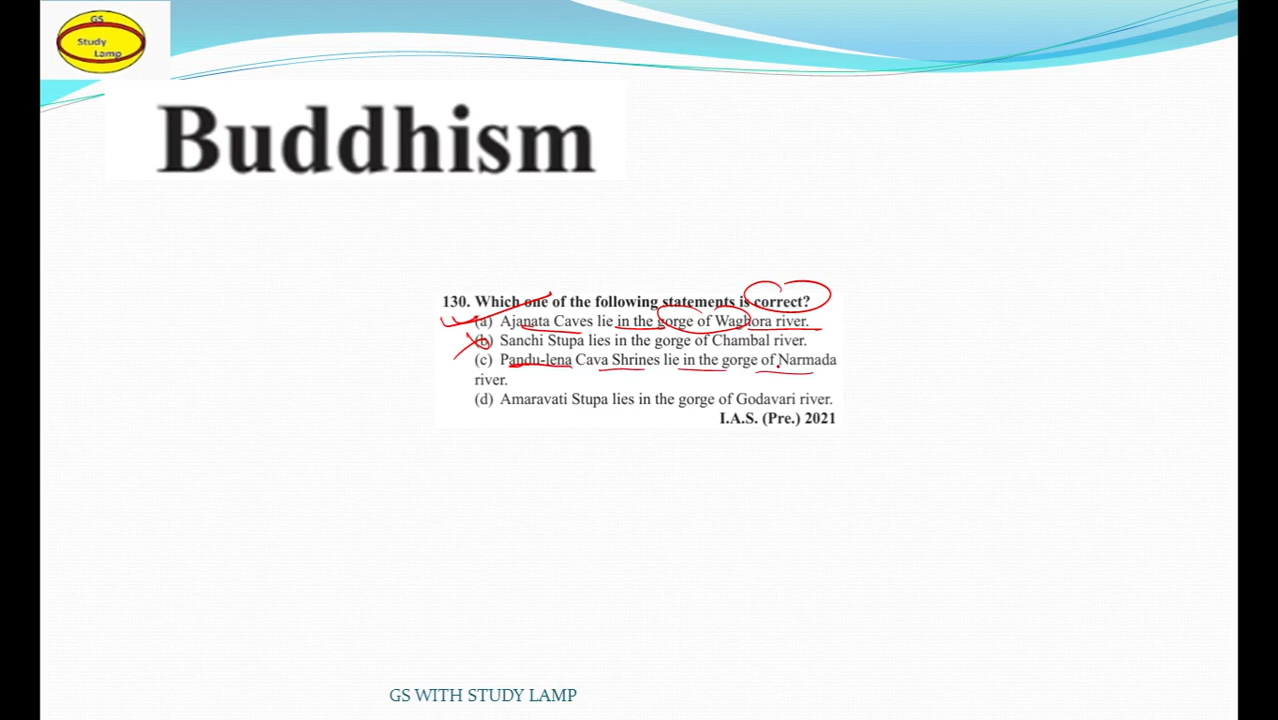 GS
Study
Lamp
Buddhism
130. Which one of the following statements is correct?
(a) Ajanata Caves lie in the gorge of Waghora river.
(b) Sanchi Stupa lies in the gorge of Chambal river.
(c) Pandu-lena Cava Shrines lie in the gorge of Narmada
river.
(d) Amaravati Stupa lies in the gorge of Godavari river.
I.A.S. (Pre.) 2021
GS WITH STUDY LAMP